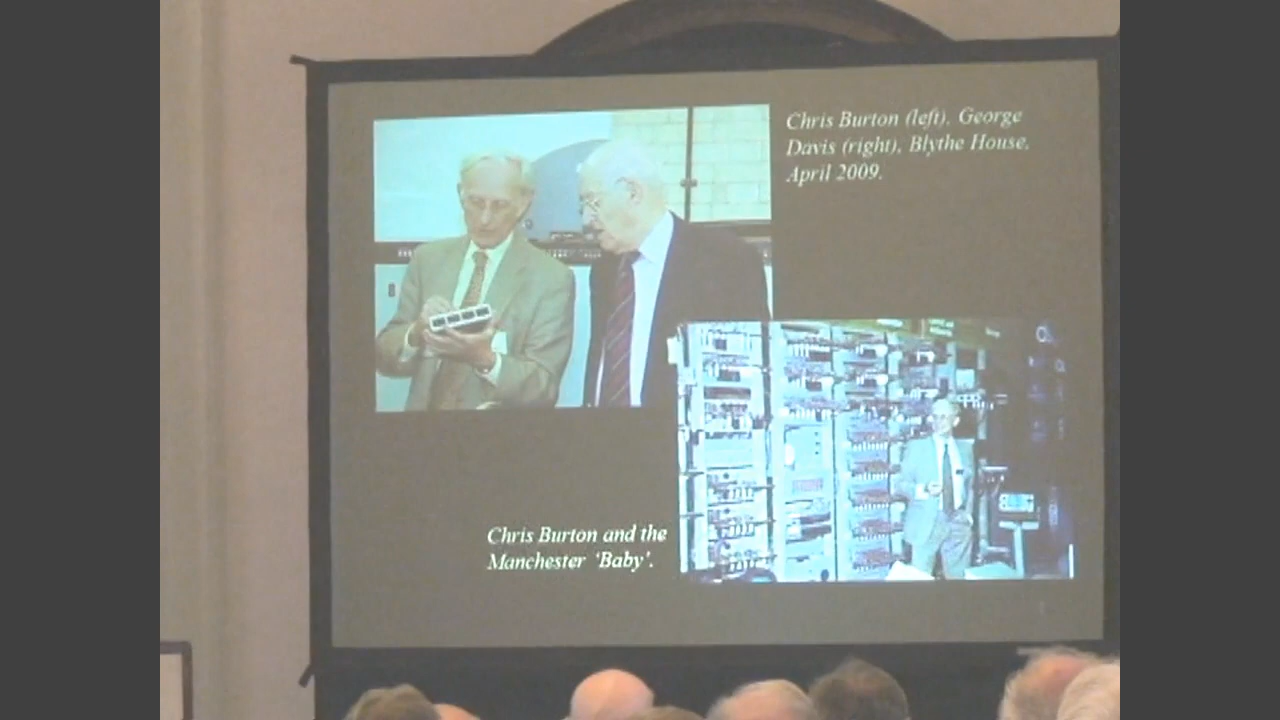 Chris Burton (left), George
Davis (right), Blythe House,
April 2009.
Chris Burton and the
Manchester ‘Baby’.